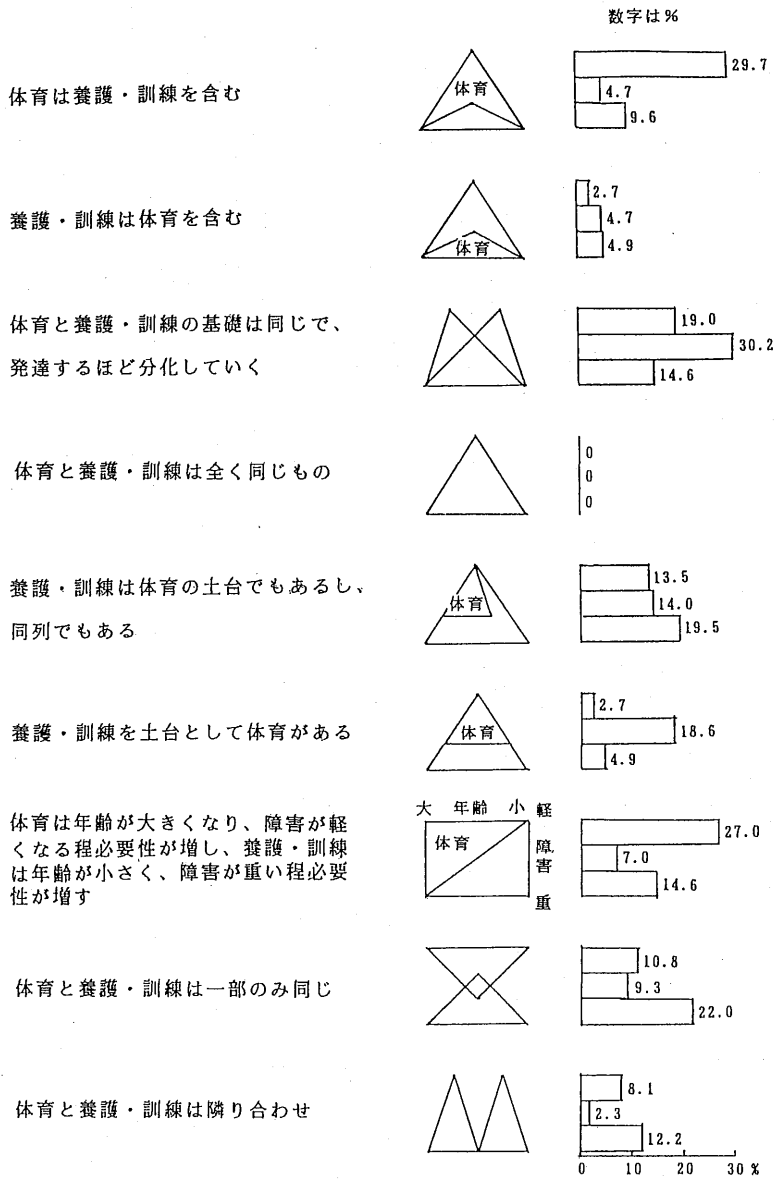 数字は%
体育は養護・訓練を含む
体育
29.7
4.7
9.6
養護・訓練は体育を含む
体育
2.7
4.7
4.9
体育と養護・訓練の基礎は同じで、
発達するほど分化していく
19.0
30.2
14.6
体育と養護・訓練は全く同じもの
0
0
0
養護・訓練は体育の土台でもあるし、
同列でもある
体育
13.5
14.0
19.5
養護・訓練を土台として体育がある
体育
2.7
18.6
4.9
体育は年齢が大きくなり、障害が軽
くなる程必要性が増し、養護・訓練
は年齢が小さく、障害が重い程必要
性が増す
大 年齢 小 軽
体育
障害
重
27.0
7.0
14.6
体育と養護・訓練は一部のみ同じ
10.8
9.3
22.0
体育と養護・訓練は隣り合わせ
8.1
2.3
12.2
0 10 20 30%